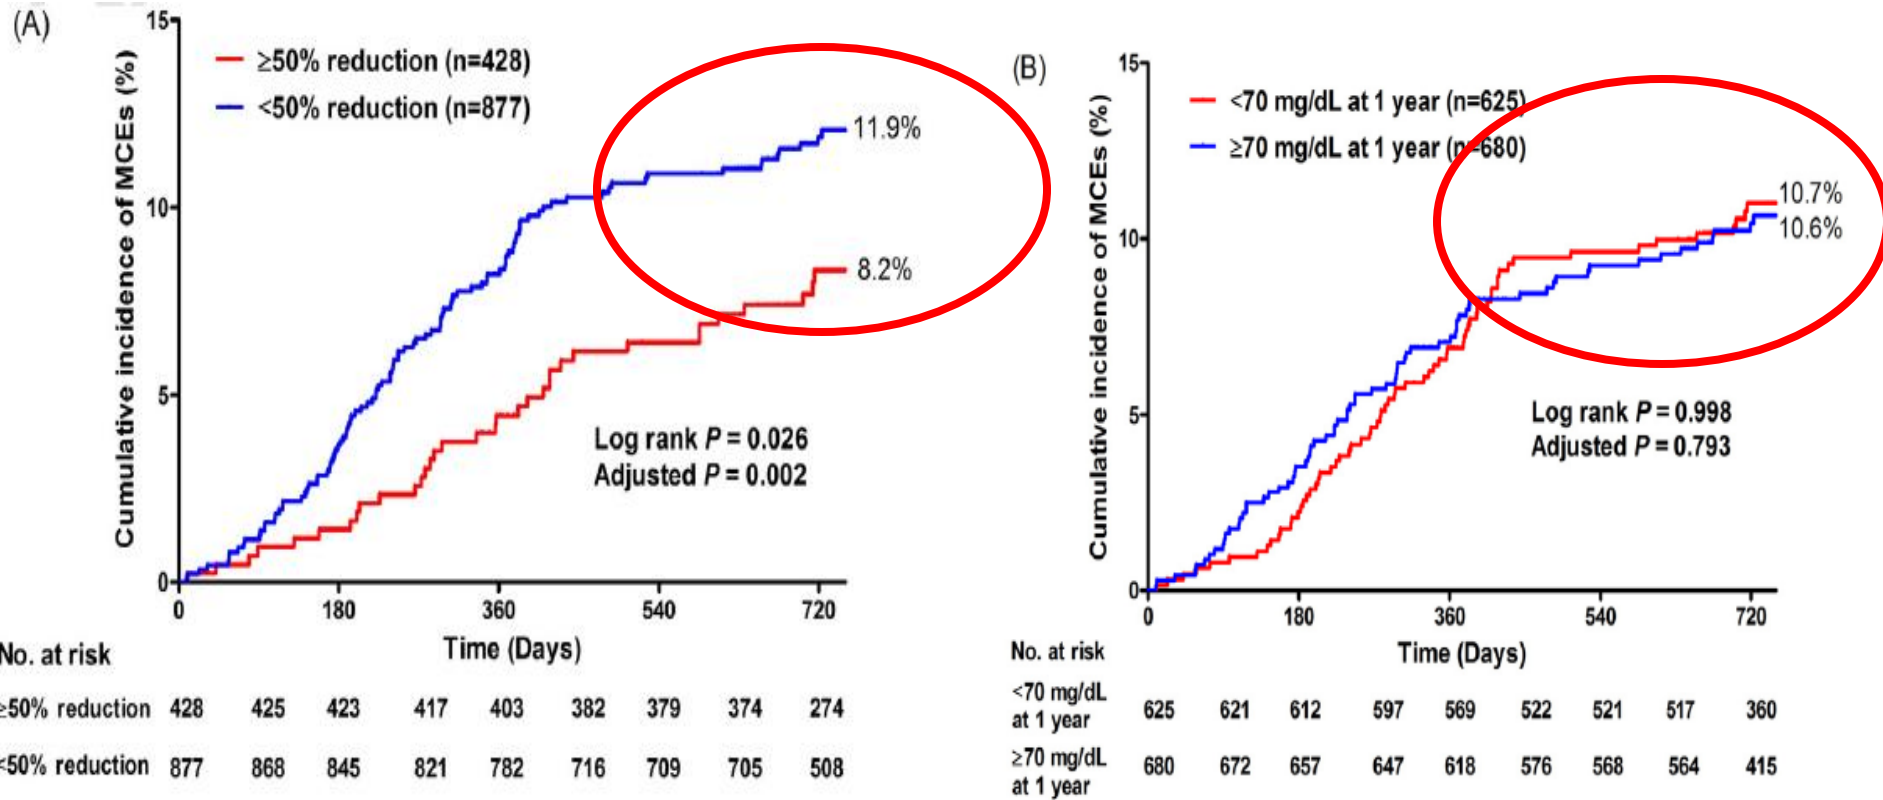 (A)
15
≥50% reduction (n=428)
<50% reduction (n=877)
11.9%
10
8.2%
5
Log rank P = 0.026
Adjusted P = 0.002
0
0 180 360 540 720
Cumulative incidence of MCEs (%)
Time (Days)
No. at risk
≥50% reduction 428 425 423 417 403 382 379 374 274
<50% reduction 877 868 845 821 782 716 709 705 508
(B)
15
<70 mg/dL at 1 year (n=625)
≥70 mg/dL at 1 year (n=680)
10.7%
10
10.6%
5
Log rank P = 0.998
Adjusted P = 0.793
0
0 180 360 540 720
Cumulative incidence of MCEs (%)
Time (Days)
No. at risk
<70 mg/dL
at 1 year 625 621 612 597 569 522 521 517 360
≥70 mg/dL
at 1 year 680 672 657 647 618 576 568 564 415